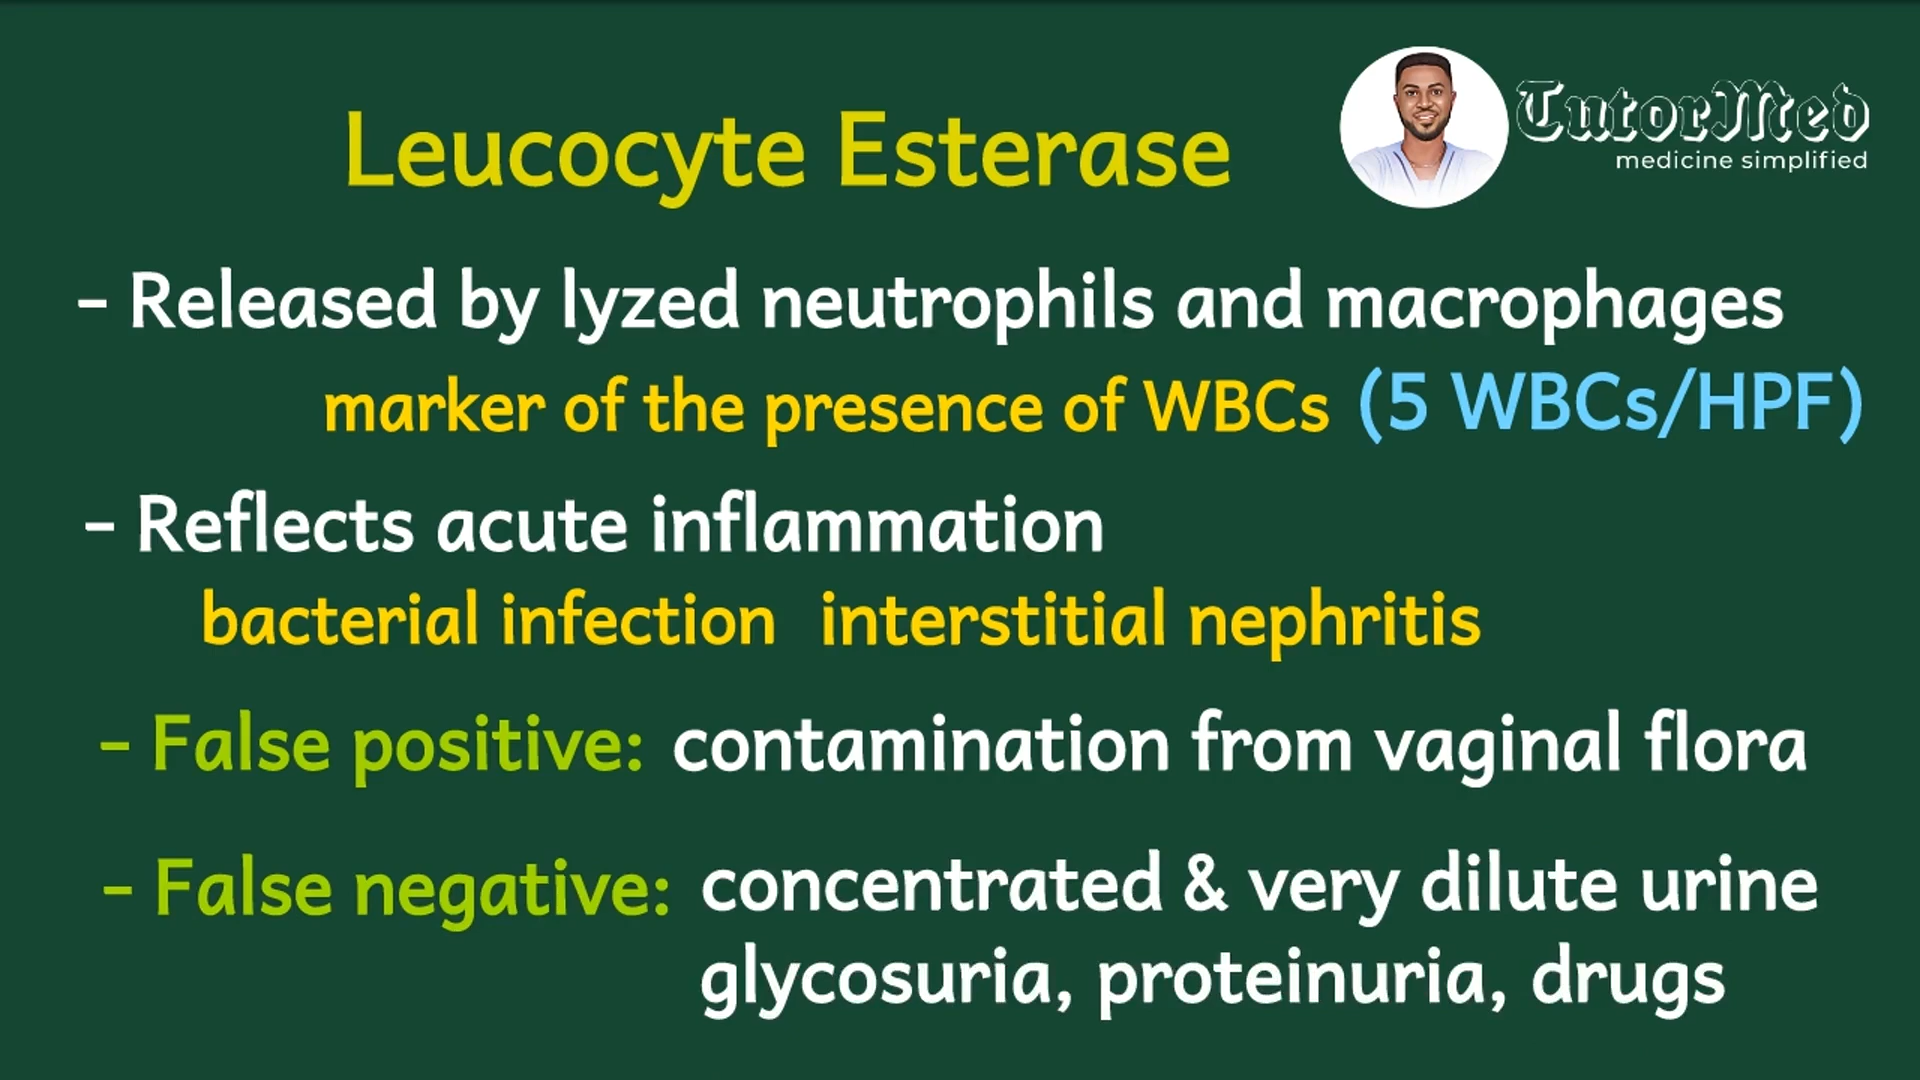 TutorMed
medicine simplified
Leucocyte Esterase
- Released by lyzed neutrophils and macrophages
marker of the presence of WBCs (5 WBCs/HPF)
- Reflects acute inflammation
bacterial infection interstitial nephritis
- False positive: contamination from vaginal flora
- False negative: concentrated & very dilute urine
glycosuria, proteinuria, drugs